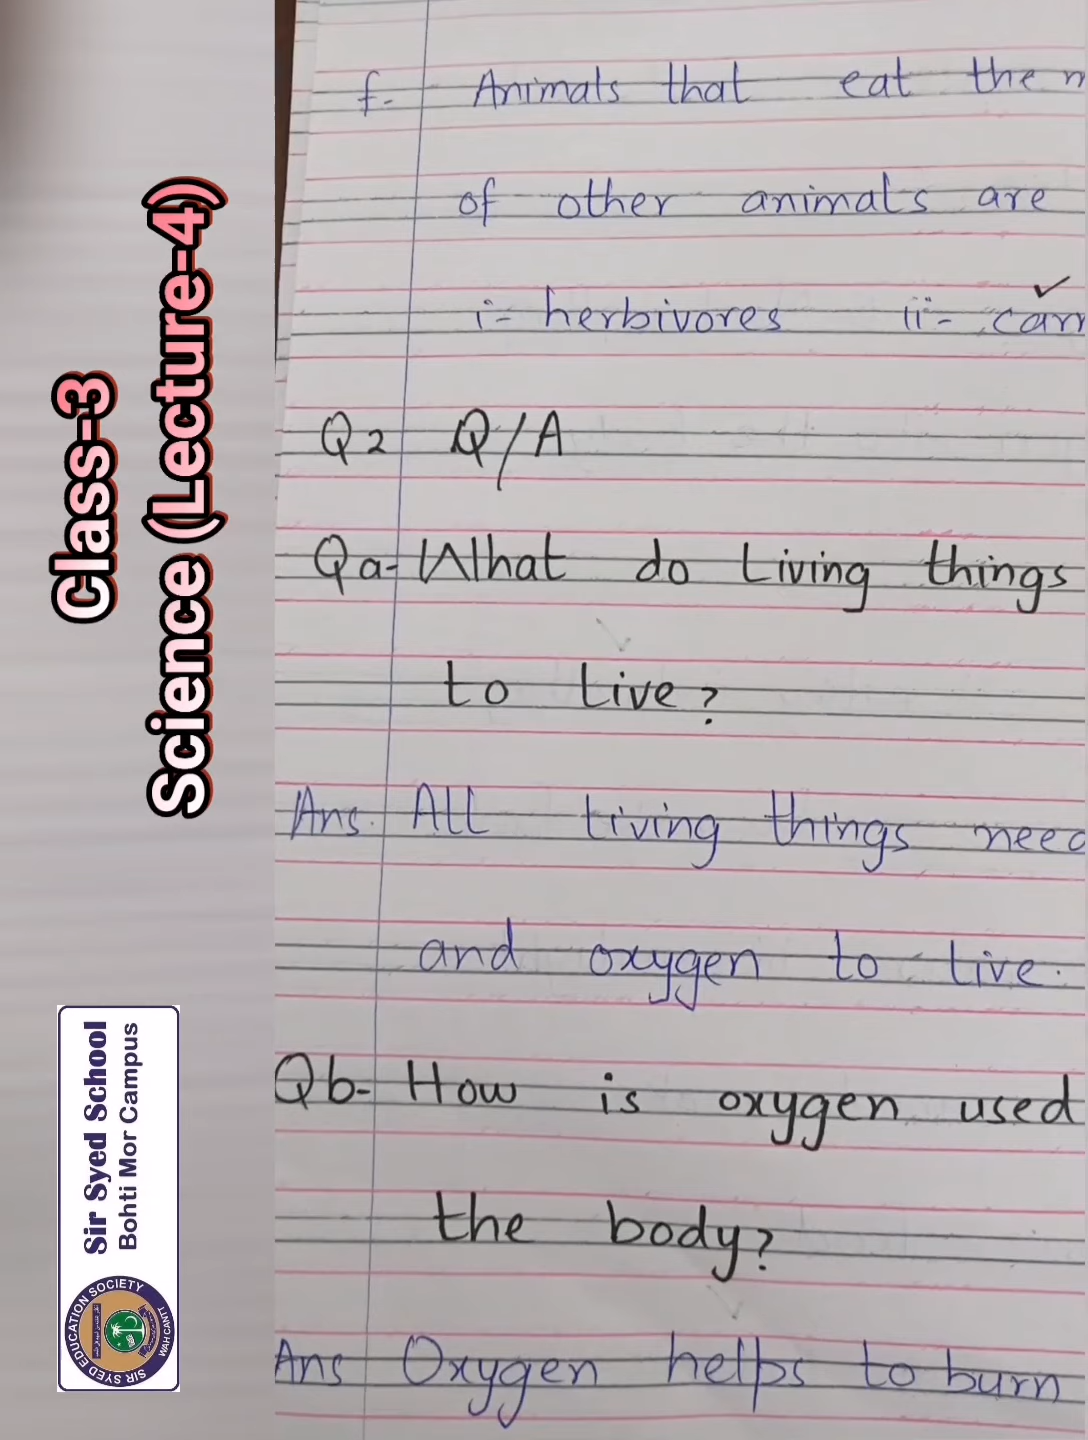 Class-3
Science (Lecture-4)
Sir Syed School
Bohti Mor Campus
SIR SYED EDUCATION SOCIETY
WAH CANTT
f- Animals that eat the
of other animals are
i- herbivores ii-
Q2 Q/A
Qa- What do living things
to live?
Ans. All living things
and oxygen to live.
Qb- How is oxygen used
the body?
Ans Oxygen helps to burn